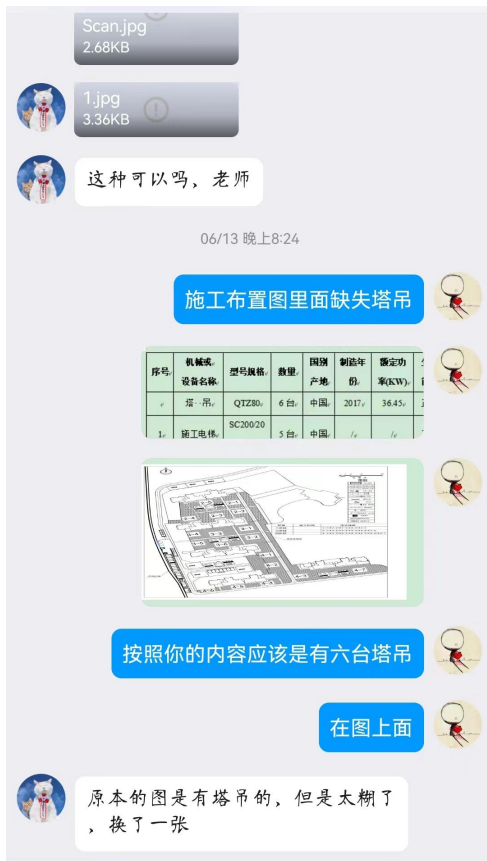 Scan.jpg
2.68KB
1.jpg
3.36KB
这种可以吗，老师
06/13 晚上8:24
施工布置图里面缺失塔吊
序号 机械或设备名称 型号规格 数量 国别产地 制造年份 额定功率(KW)
塔··吊 QTZ80 6台 中国 2017 36.45
1 施工电梯 SC200/20 5台 中国 / /
按照你的内容应该是有六台塔吊
在图上面
原本的图是有塔吊的，但是太糊了
，换了一张